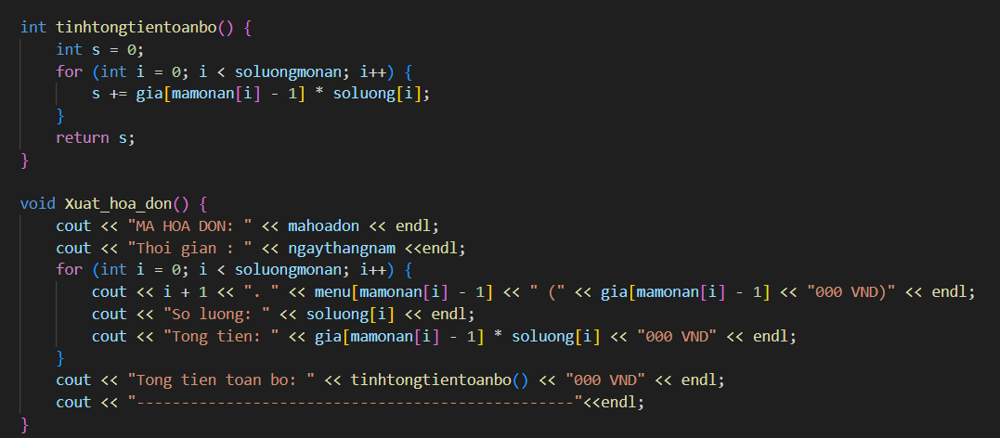 int tinhtongtientoanbo() {
    int s = 0;
    for (int i = 0; i < soluongmonan; i++) {
        s += gia[mamonan[i] - 1] * soluong[i];
    }
    return s;
}

void Xuat_hoa_don() {
    cout << "MA HOA DON: " << mahoadon << endl;
    cout << "Thoi gian : " << ngaythangnam <<endl;
    for (int i = 0; i < soluongmonan; i++) {
        cout << i + 1 << ". " << menu[mamonan[i] - 1] << " (" << gia[mamonan[i] - 1] << "000 VND)" << endl;
        cout << "So luong: " << soluong[i] << endl;
        cout << "Tong tien: " << gia[mamonan[i] - 1] * soluong[i] << "000 VND" << endl;
    }
    cout << "Tong tien toan bo: " << tinhtongtientoanbo() << "000 VND" << endl;
    cout << "-------------------------------------------------"<<endl;
}